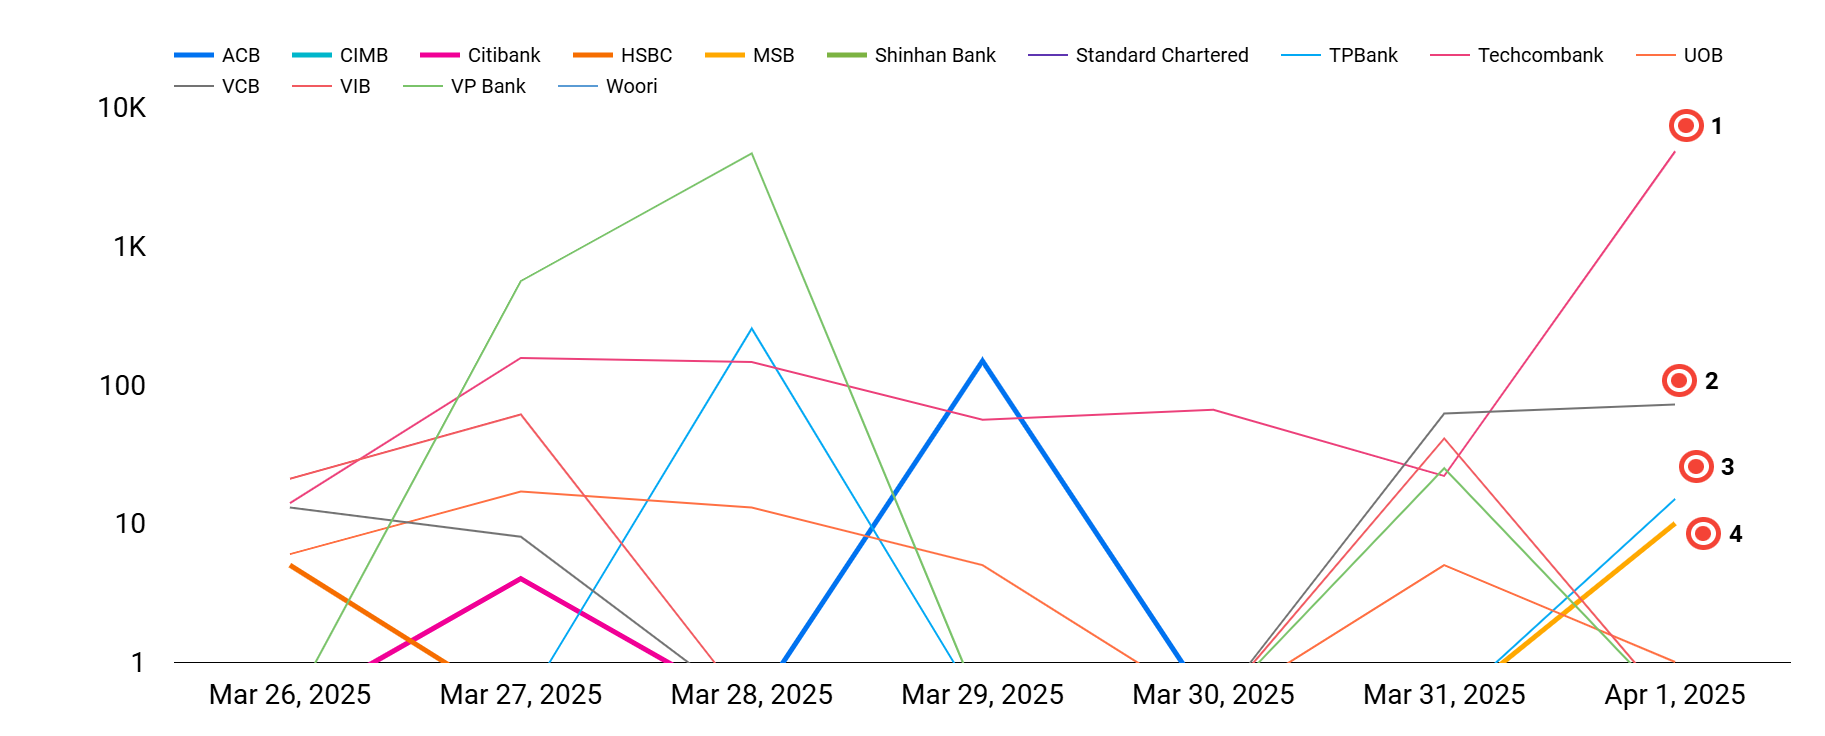 ACB CIMB Citibank HSBC MSB Shinhan Bank Standard Chartered TPBank Techcombank UOB
VCB VIB VP Bank Woori
10K
1
1K
100
2
3
10
4
1
Mar 26, 2025 Mar 27, 2025 Mar 28, 2025 Mar 29, 2025 Mar 30, 2025 Mar 31, 2025 Apr 1, 2025